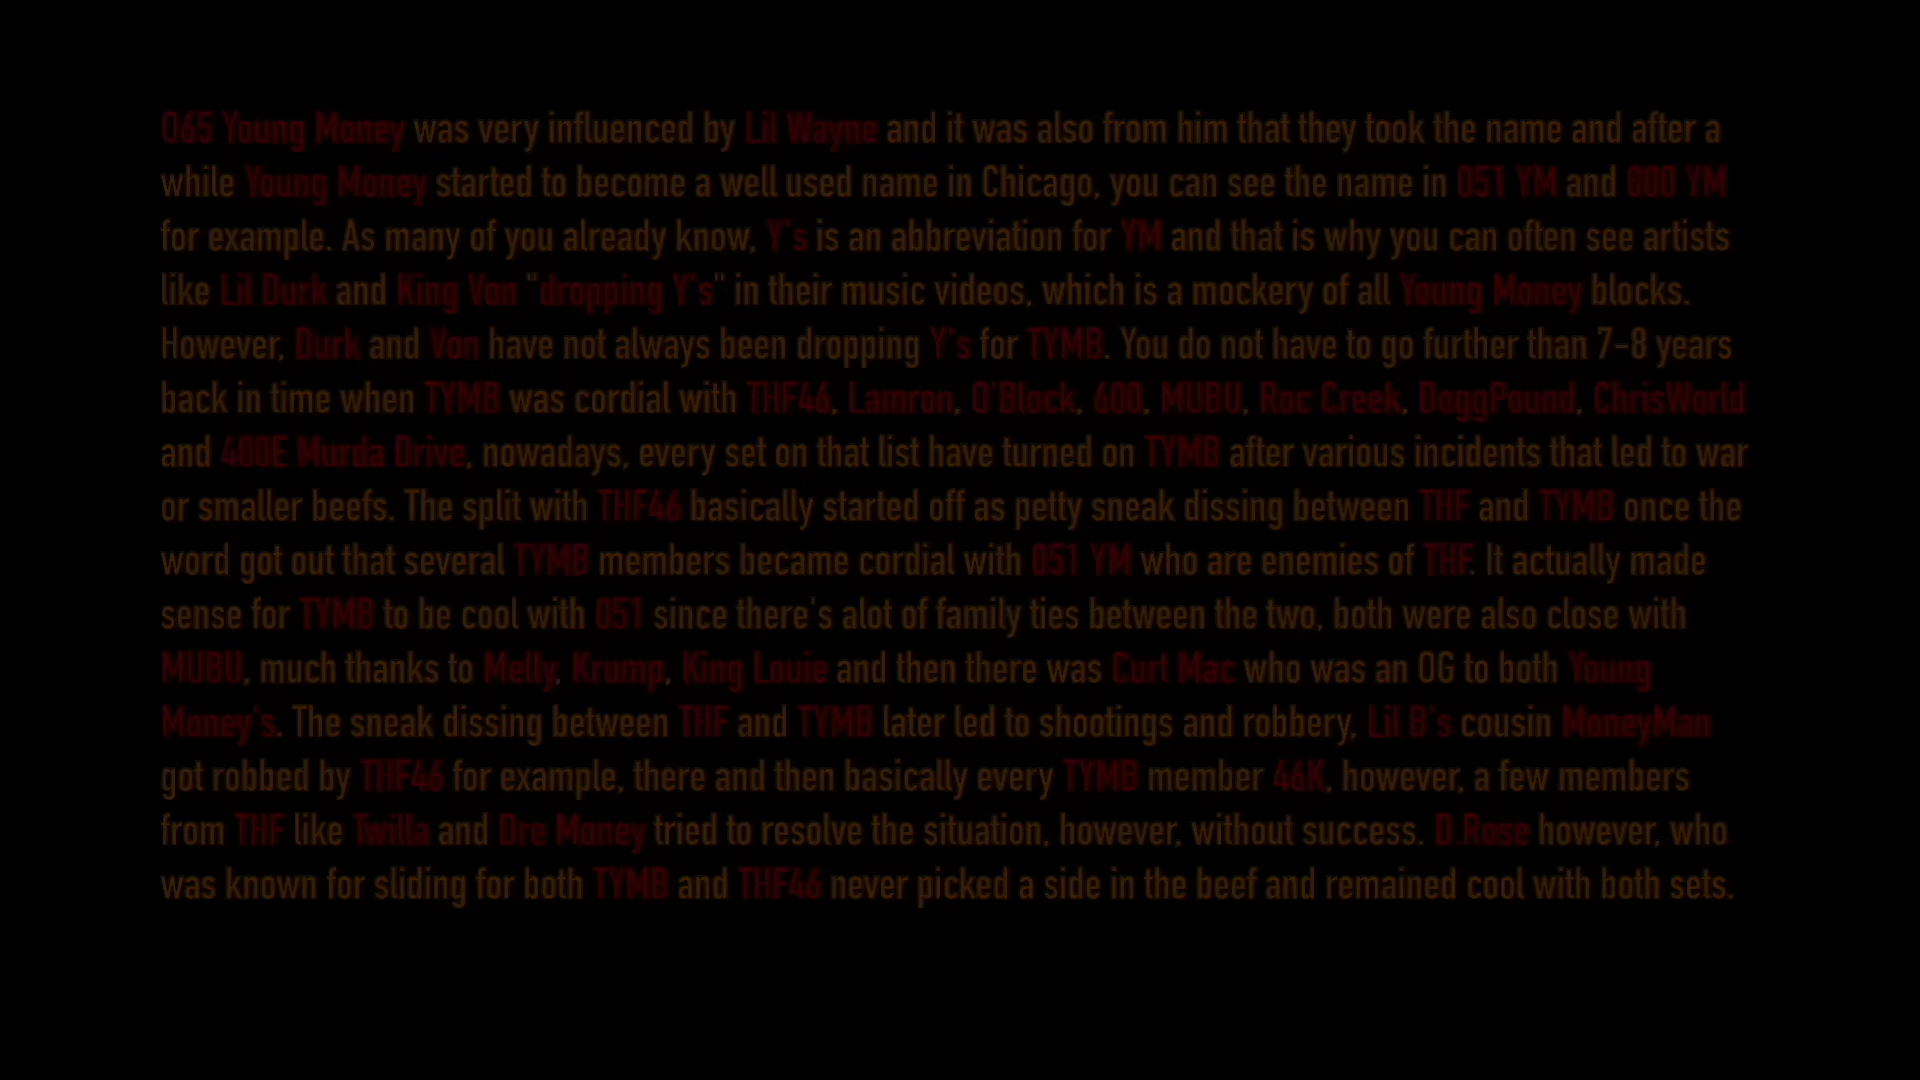 065 Young Money was very influenced by Lil Wayne and it was also from him that they took the name and after a
while Young Money started to become a well used name in Chicago, you can see the name in 051 YM and 800 YM
for example. As many of you already know, Y's is an abbreviation for YM and that is why you can often see artists
like Lil Durk and King Von "dropping Y's" in their music videos, which is a mockery of all Young Money blocks.
However, Durk and Von have not always been dropping Y's for TYMB. You do not have to go further than 7-8 years
back in time when TYMB was cordial with THF46, Lamron, O'Block, 600, MUBU, Roc Creek, DoggPound, ChrisWorld
and 400E Murda Drive, nowadays, every set on that list have turned on TYMB after various incidents that led to war
or smaller beefs. The split with THF46 basically started off as petty sneak dissing between THF and TYMB once the
word got out that several TYMB members became cordial with 051 YM who are enemies of THF. It actually made
sense for TYMB to be cool with 051 since there's alot of family ties between the two, both were also close with
MUBU, much thanks to Melly, Krump, King Louie and then there was Curt Mac who was an OG to both Young
Money's. The sneak dissing between THF and TYMB later led to shootings and robbery, Lil B's cousin MoneyMan
got robbed by THF46 for example, there and then basically every TYMB member 46K, however, a few members
from THF like Twilla and Dre Money tried to resolve the situation, however, without success. D.Rose however, who
was known for sliding for both TYMB and THF46 never picked a side in the beef and remained cool with both sets.